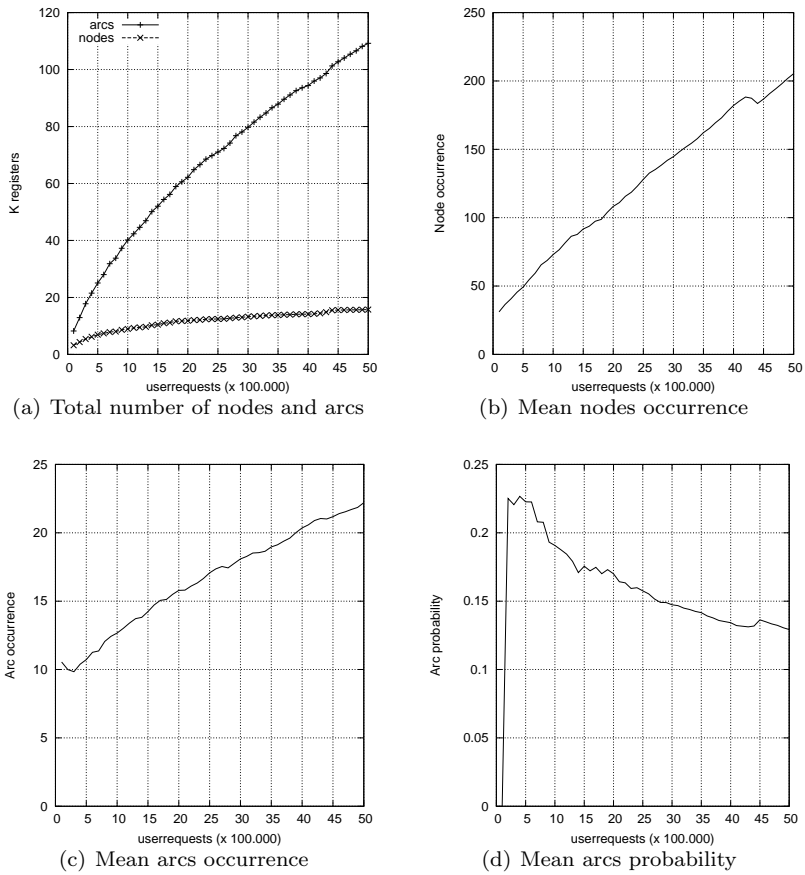 120
100
80
60
40
20
0
K registers
arcs
nodes
0 5 10 15 20 25 30 35 40 45 50
userrequests (x 100.000)
(a) Total number of nodes and arcs
250
200
150
100
50
0
Node occurrence
0 5 10 15 20 25 30 35 40 45 50
userrequests (x 100.000)
(b) Mean nodes occurrence
25
20
15
10
5
0
Arc occurrence
0 5 10 15 20 25 30 35 40 45 50
userrequests (x 100.000)
(c) Mean arcs occurrence
0.25
0.2
0.15
0.1
0.05
0
Arc probability
0 5 10 15 20 25 30 35 40 45 50
userrequests (x 100.000)
(d) Mean arcs probability